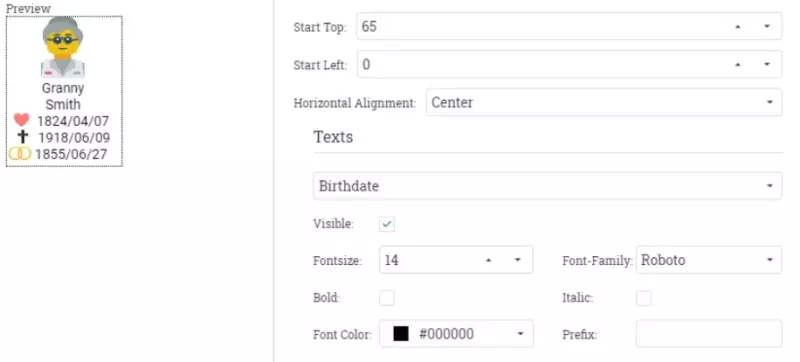 Preview
Granny
Smith
1824/04/07
1918/06/09
1855/06/27
Start Top: 65
Start Left: 0
Horizontal Alignment: Center
Texts
Birthdate
Visible:
Fontsize: 14 Font-Family: Roboto
Bold: Italic:
Font Color: #000000 Prefix: